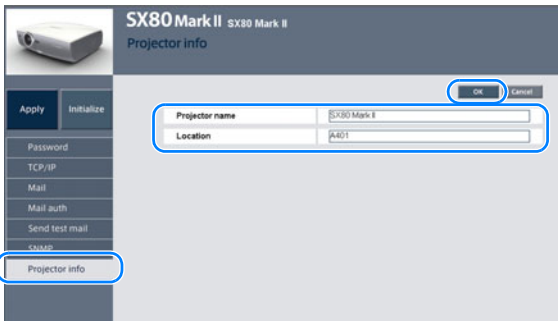 SX80 Mark II SX80 Mark II
Projector info
OK Cancel
Apply Initialize
Projector name SX80 Mark II
Location A401
Password
TCP/IP
Mail
Mail auth
Send test mail
SNMP
Projector info